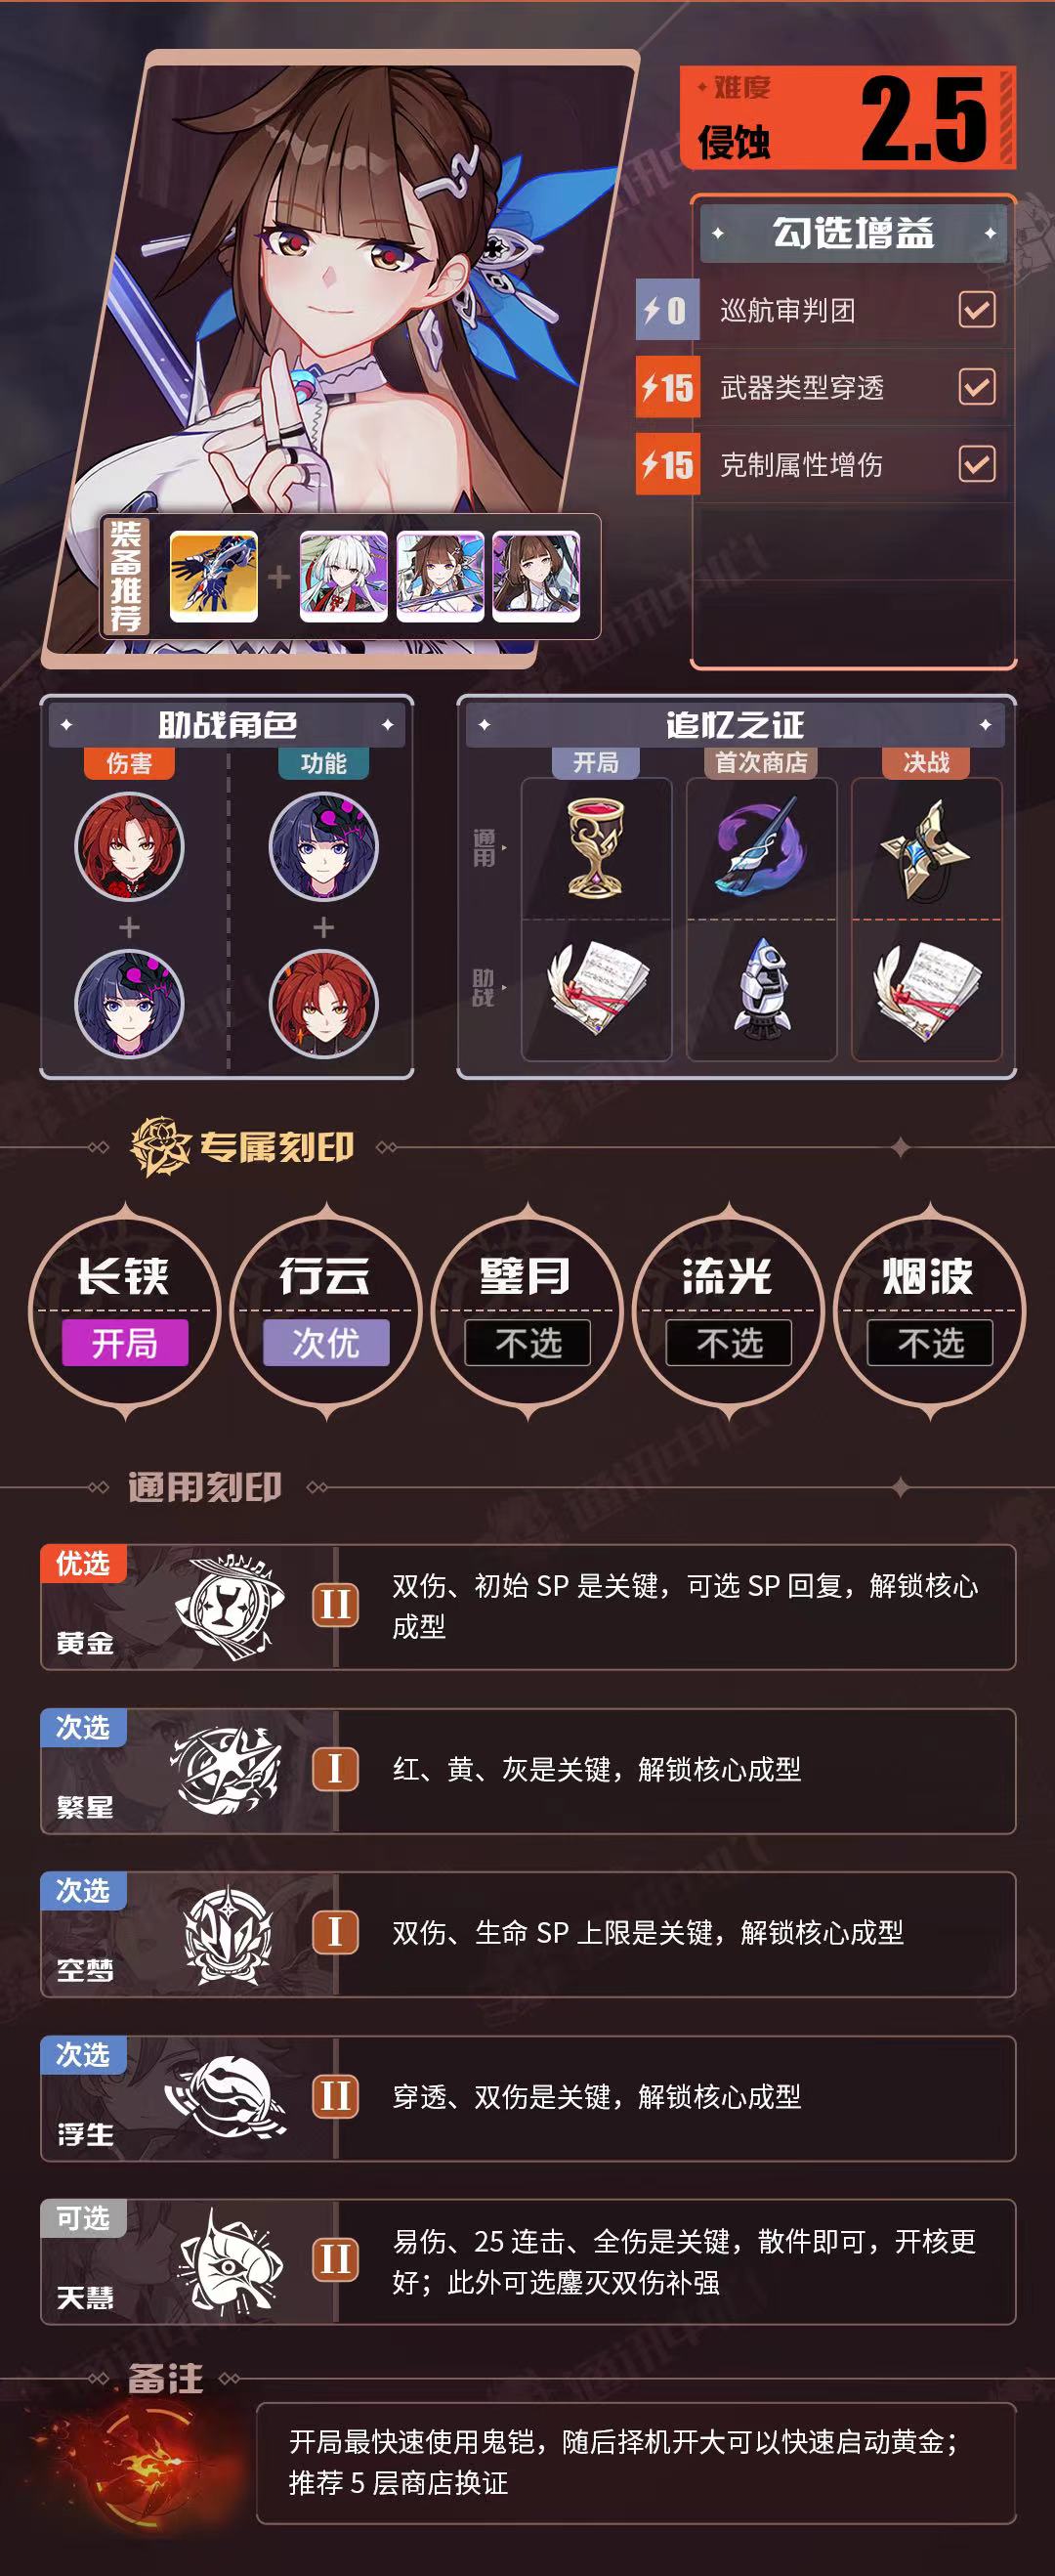 难度
侵蚀
2.5
勾选增益
0
巡航审判团
15
武器类型穿透
15
克制属性增伤
装备推荐
+
助战角色
伤害
功能
+
+
追忆之证
开局
首次商店
决战
通用
助战
专属刻印
长铗
行云
璧月
流光
烟波
开局
次优
不选
不选
不选
通用刻印
优选
黄金
II
双伤、初始 SP 是关键，可选 SP 回复，解锁核心
成型
次选
繁星
I
红、黄、灰是关键，解锁核心成型
次选
空梦
I
双伤、生命 SP 上限是关键，解锁核心成型
次选
浮生
II
穿透、双伤是关键，解锁核心成型
可选
天慧
II
易伤、25 连击、全伤是关键，散件即可，开核更
好；此外可选鏖灭双伤补强
备注
开局最快速使用鬼铠，随后择机开大可以快速启动黄金；
推荐 5 层商店换证